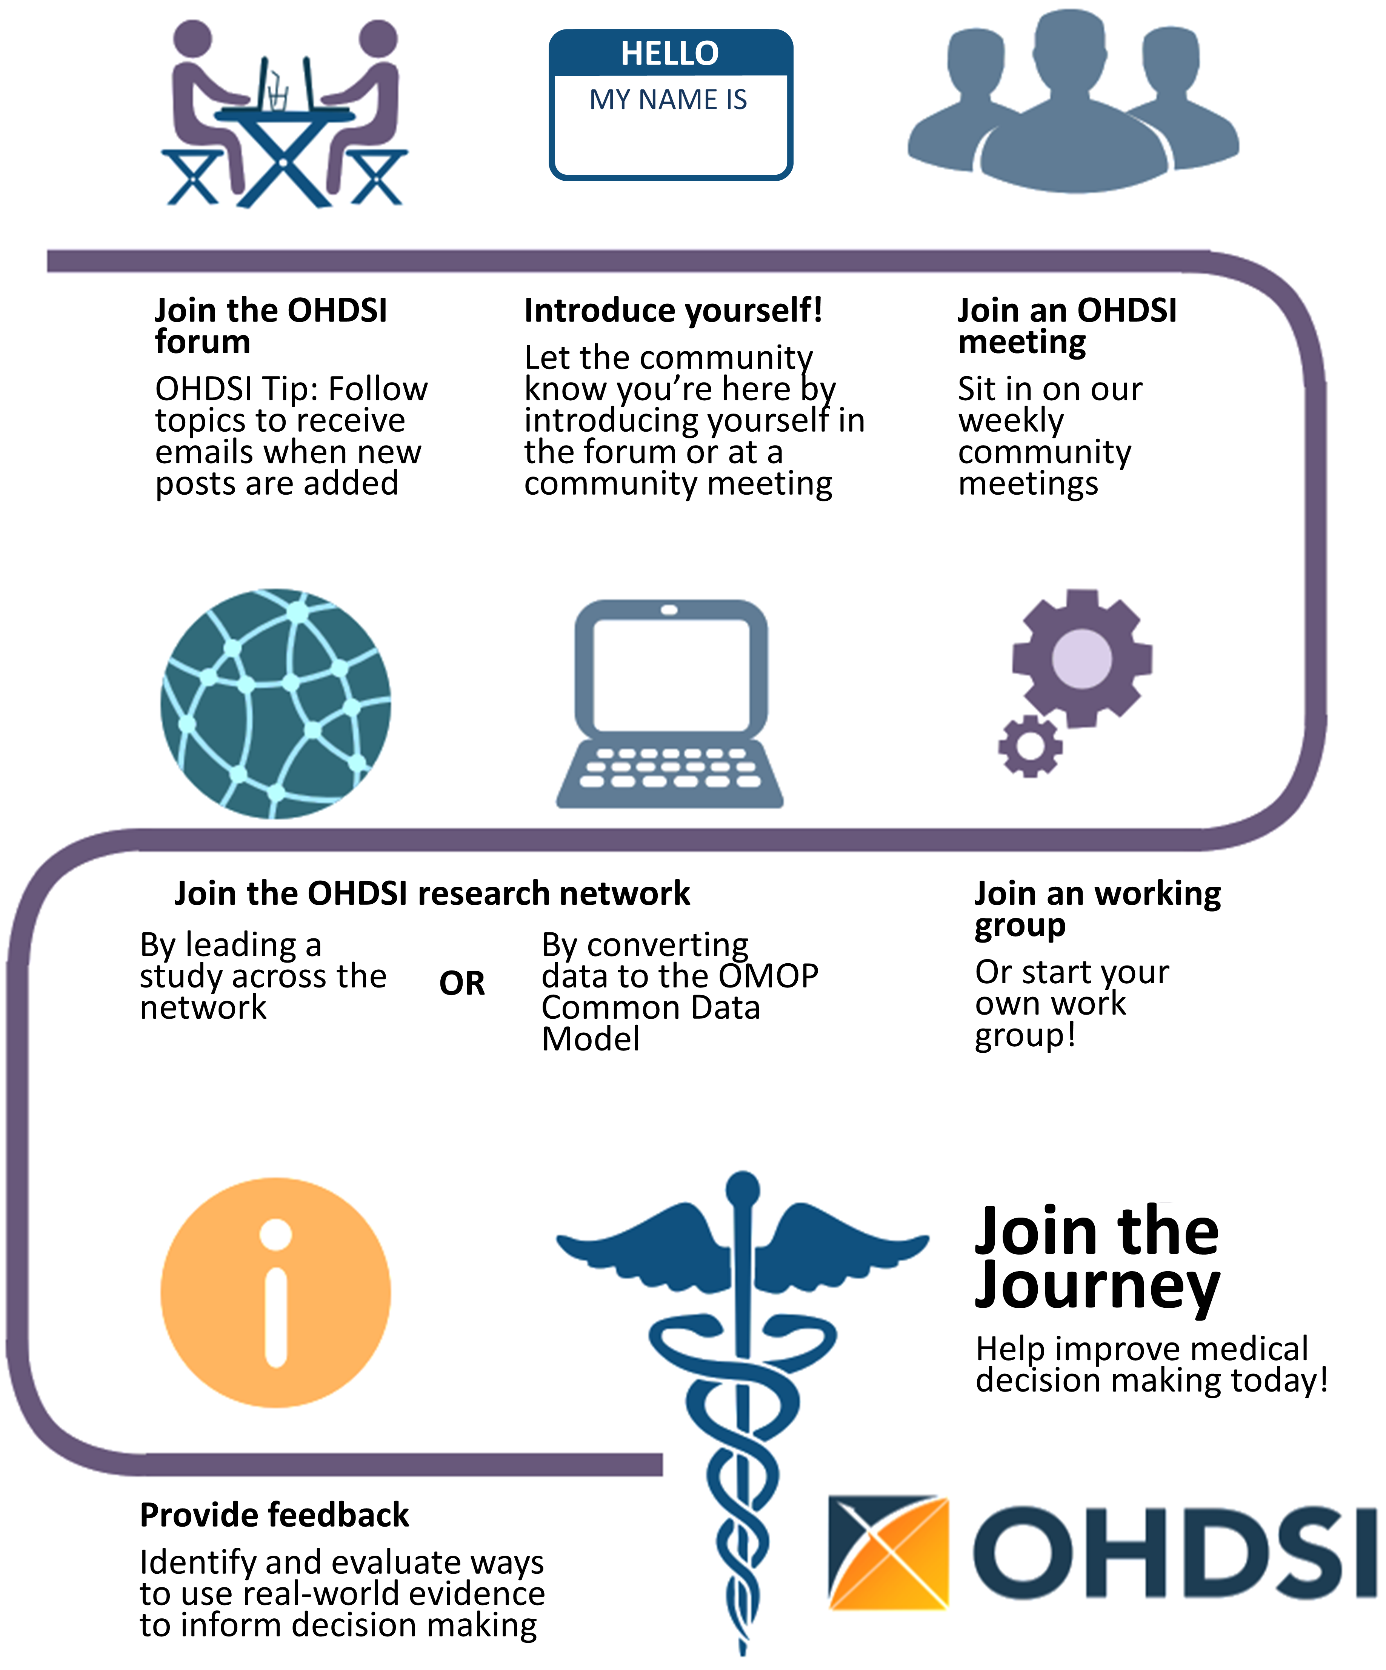 HELLO
MY NAME IS
Join the OHDSI
forum
OHDSI Tip: Follow
topics to receive
emails when new
posts are added
Introduce yourself!
Let the community
know you’re here by
introducing yourself in
the forum or at a
community meeting
Join an OHDSI
meeting
Sit in on our
weekly
community
meetings
Join the OHDSI research network
By leading a
study across the
network
OR
By converting
data to the OMOP
Common Data
Model
Join an working
group
Or start your
own work
group!
Join the
Journey
Help improve medical
decision making today!
Provide feedback
Identify and evaluate ways
to use real-world evidence
to inform decision making
OHDSI